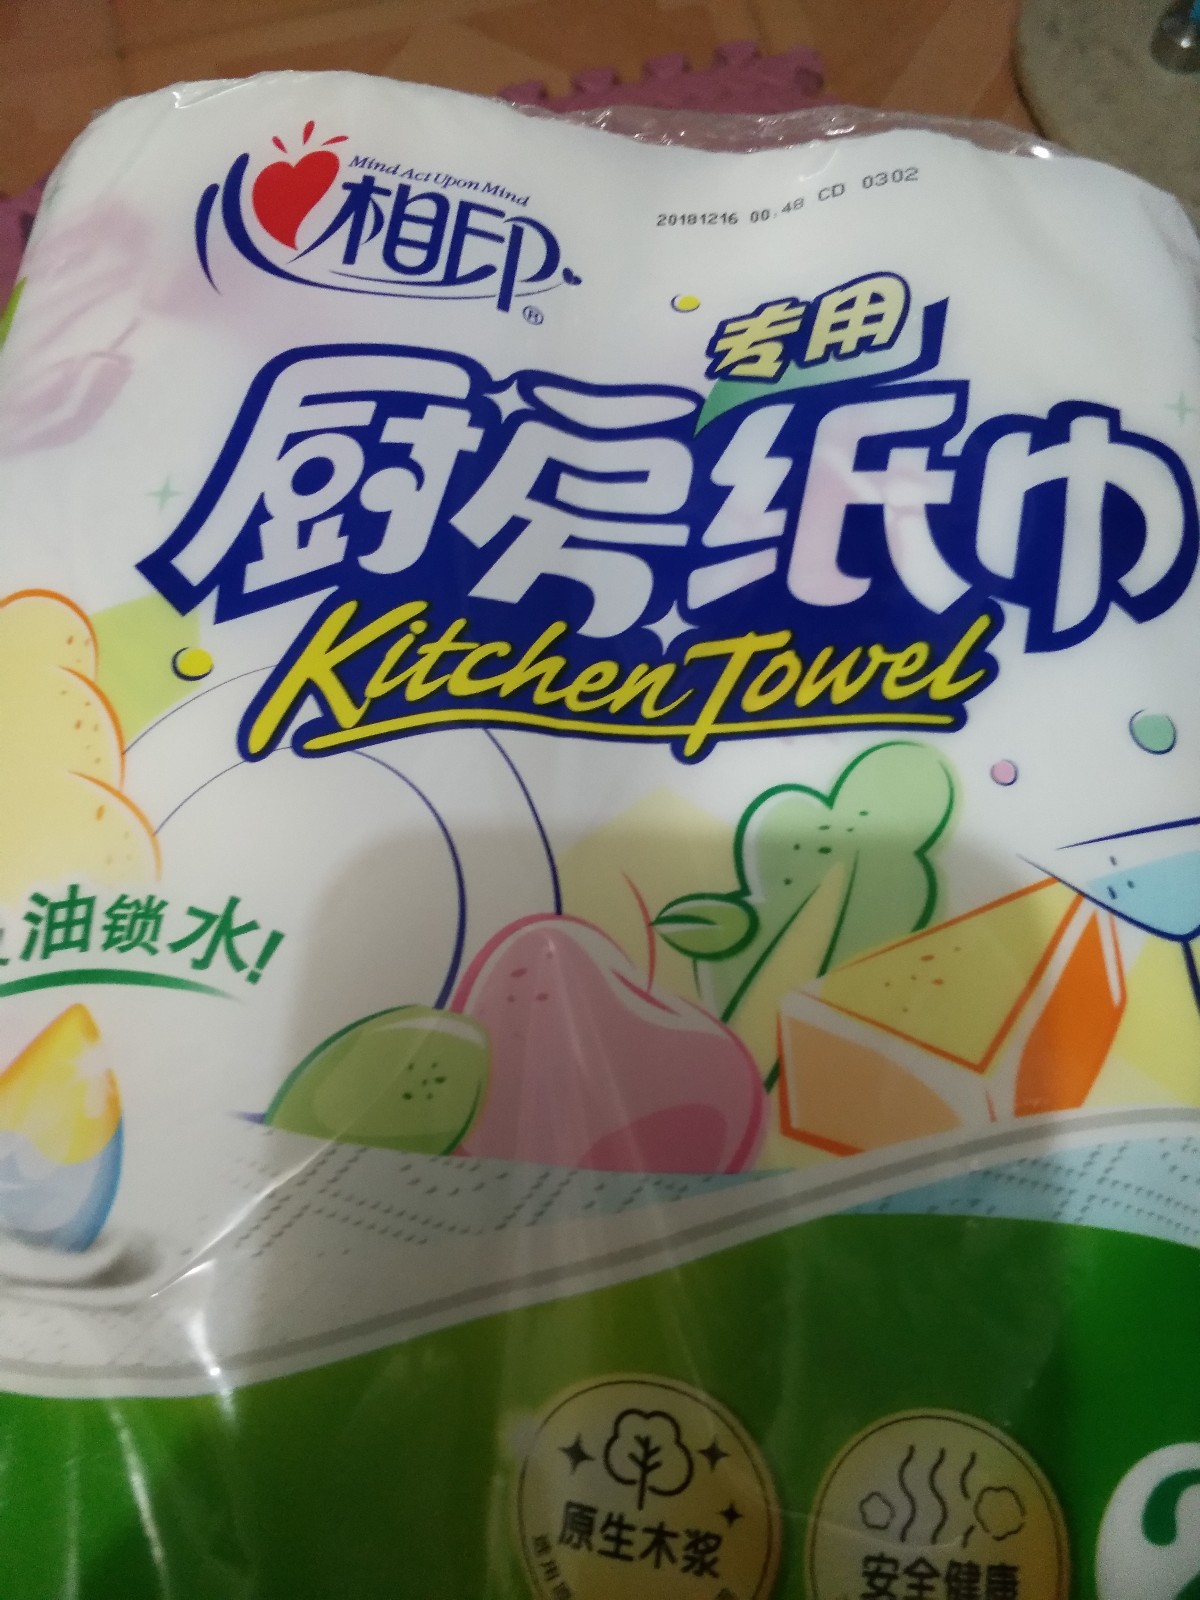 Mind Act Upon Mind
心相印®
20181216 00:48 CD 0302
专用
厨房纸巾
Kitchen Towel
油锁水!
原生木浆
安全健康
2